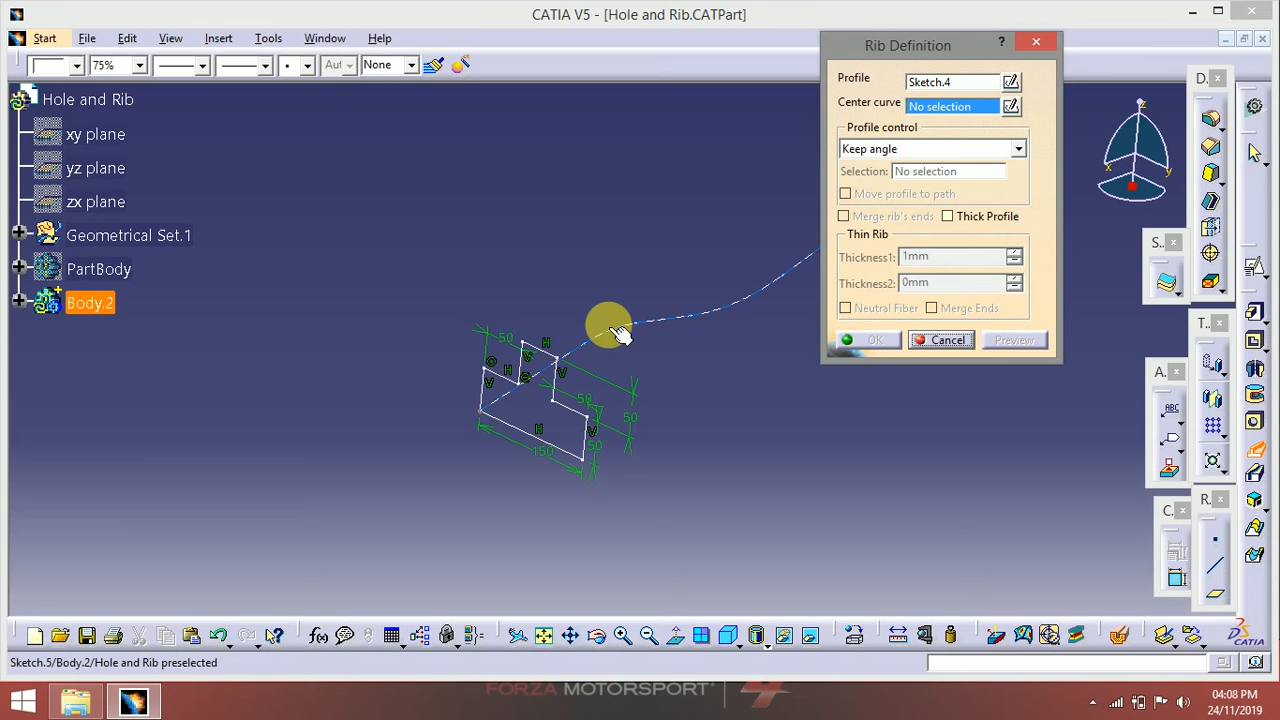 CATIA V5 - [Hole and Rib.CATPart]
Start File Edit View Insert Tools Window Help
75% Aut None
Rib Definition ?
Profile Sketch.4
Center curve No selection
Profile control
Keep angle
Selection: No selection
Move profile to path
Merge rib's ends Thick Profile
Thin Rib
Thickness1: 1mm
Thickness2: 0mm
Neutral Fiber Merge Ends
OK Cancel Preview
Hole and Rib
xy plane
yz plane
zx plane
Geometrical Set.1
PartBody
Body.2
50 H
H V
V V
50
50
H V
150 50
z
x y
D...
S...
T...
A...
ABC
C...
R...
f(x)
CATIA
Sketch.5/Body.2/Hole and Rib preselected
FORZA MOTORSPORT 4
04:08 PM
24/11/2019